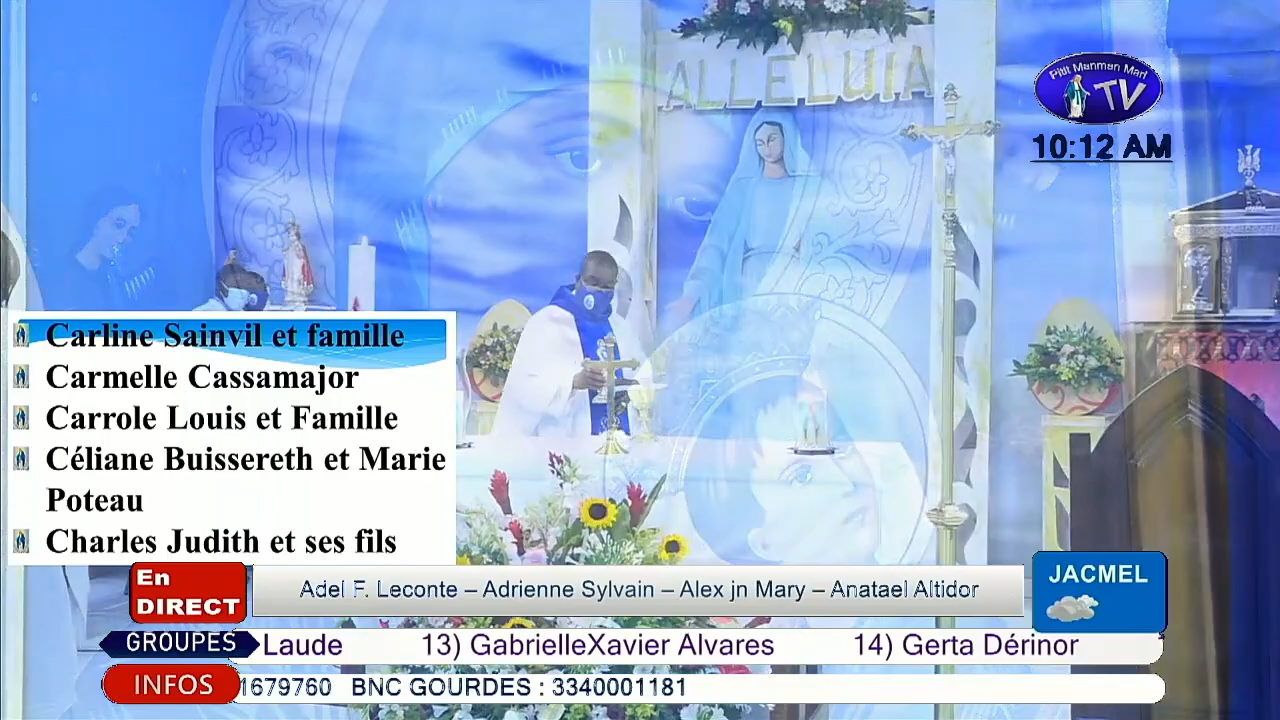 ALLELUIA
Pitit Manman Mari
TV
10:12 AM
Carline Sainvil et famille
Carmelle Cassamajor
Carrole Louis et Famille
Céliane Buissereth et Marie
Poteau
Charles Judith et ses fils
En
DIRECT
Adel F. Leconte – Adrienne Sylvain – Alex jn Mary – Anatael Altidor
JACMEL
GROUPES
Laude 13) GabrielleXavier Alvares 14) Gerta Dérinor
INFOS
1679760 BNC GOURDES : 3340001181